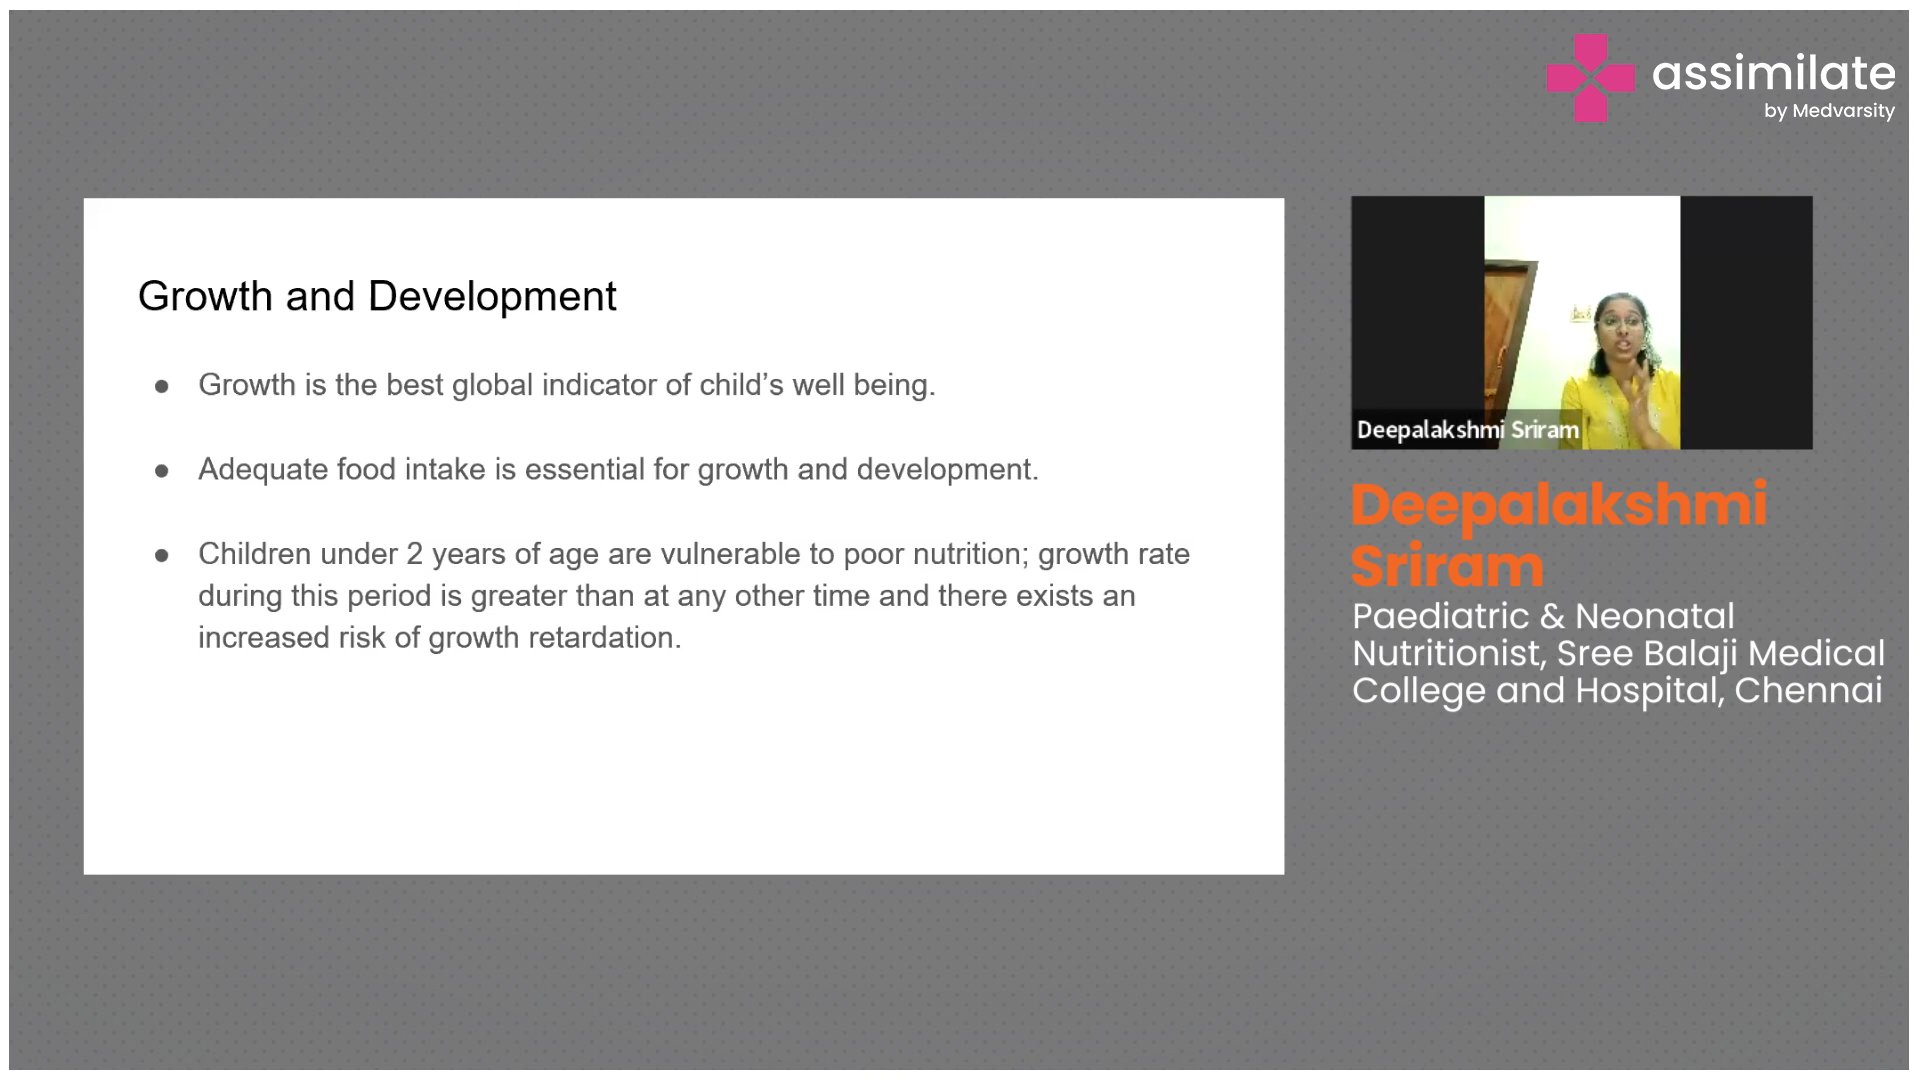 assimilate
by Medvarsity
Growth and Development
● Growth is the best global indicator of child’s well being.
● Adequate food intake is essential for growth and development.
● Children under 2 years of age are vulnerable to poor nutrition; growth rate
during this period is greater than at any other time and there exists an
increased risk of growth retardation.
Deepalakshmi Sriram
Deepalakshmi
Sriram
Paediatric & Neonatal
Nutritionist, Sree Balaji Medical
College and Hospital, Chennai